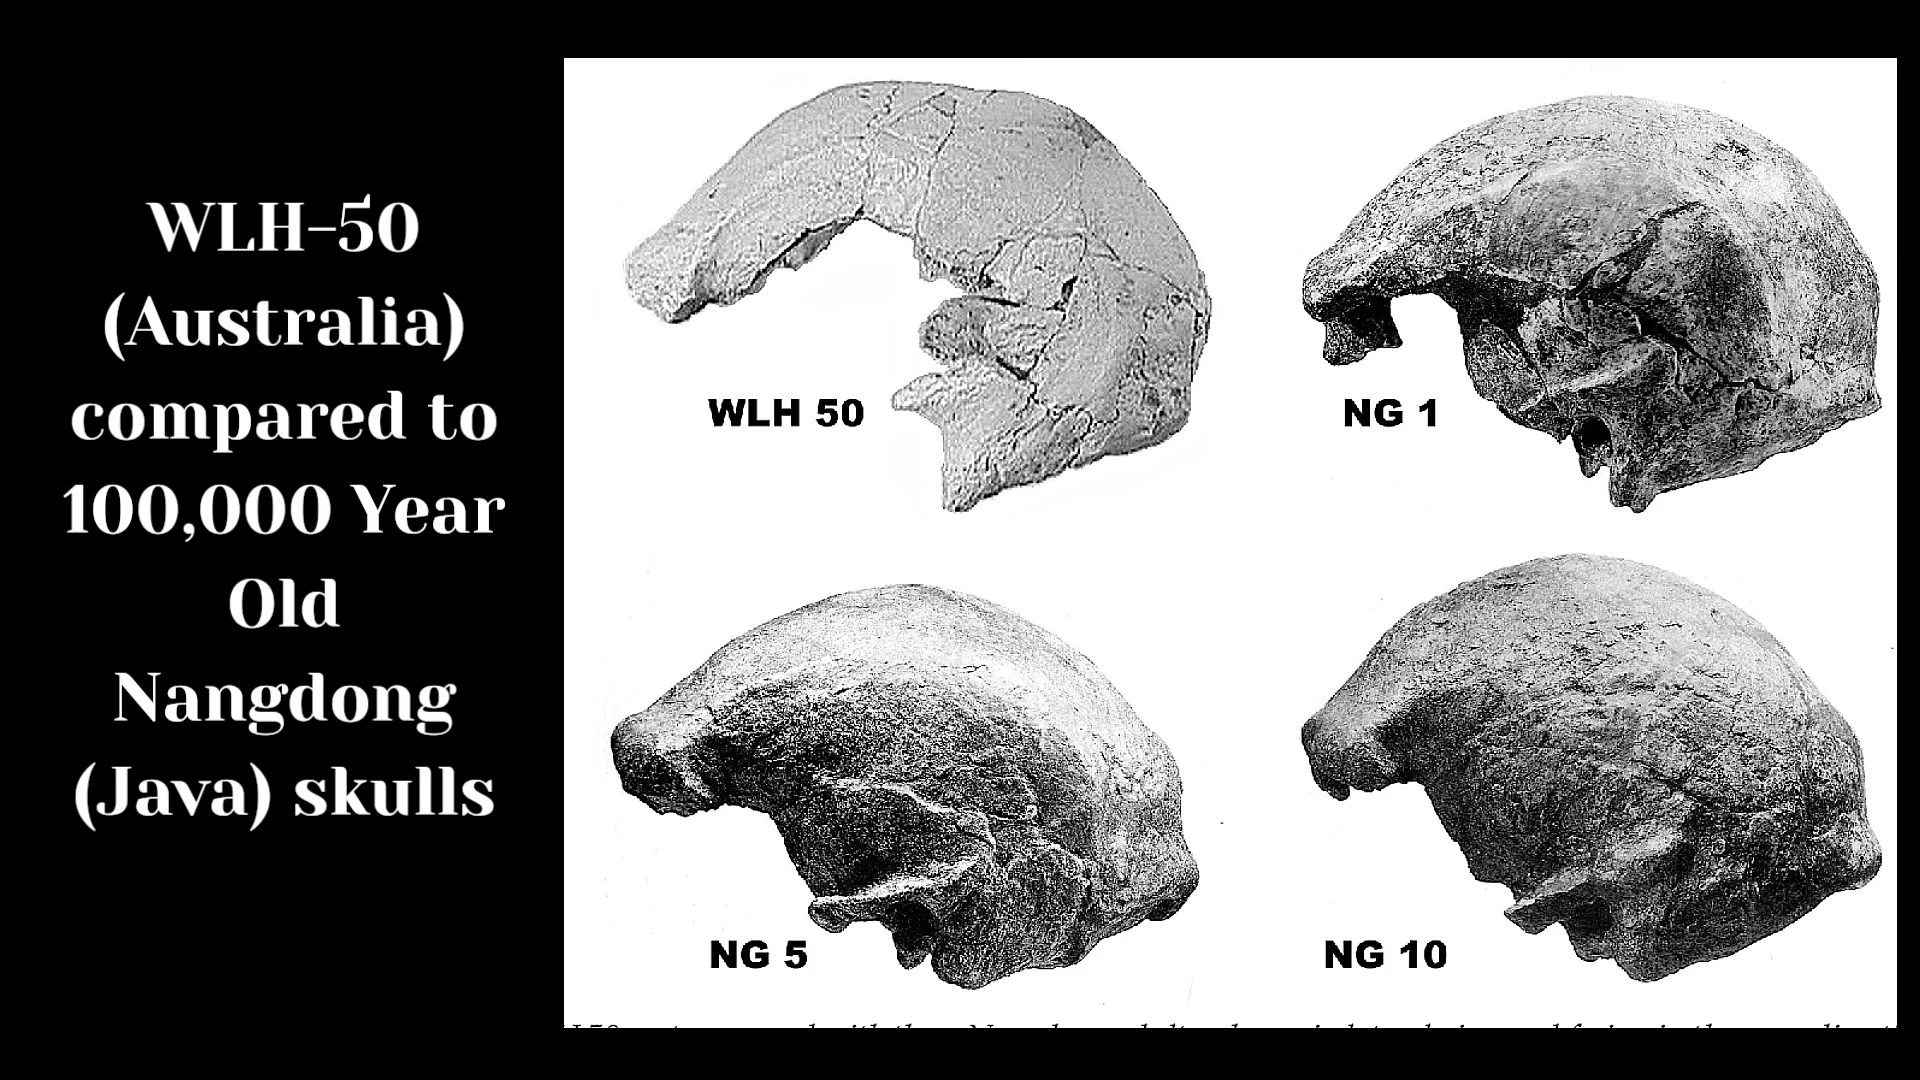 WLH-50
(Australia)
compared to
100,000 Year
Old
Nangdong
(Java) skulls
WLH 50
NG 1
NG 5
NG 10